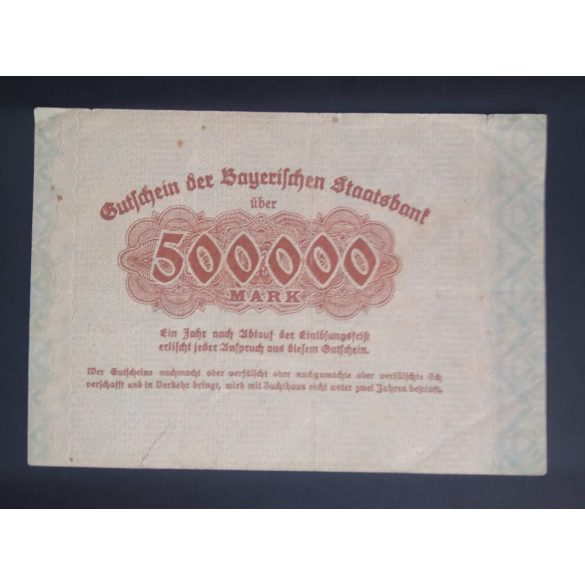 Gutschein der Bayerischen Staatsbank
über
500000
MARK
Ein Jahr nach Ablauf der Einlösungsfrist
erlischt jeder Anspruch aus diesem Gutschein.
Wer Gutscheine nachmacht oder verfälscht oder nachgemachte oder verfälschte sich
verschafft und in Verkehr bringt, wird mit Zuchthaus nicht unter zwei Jahren bestraft.